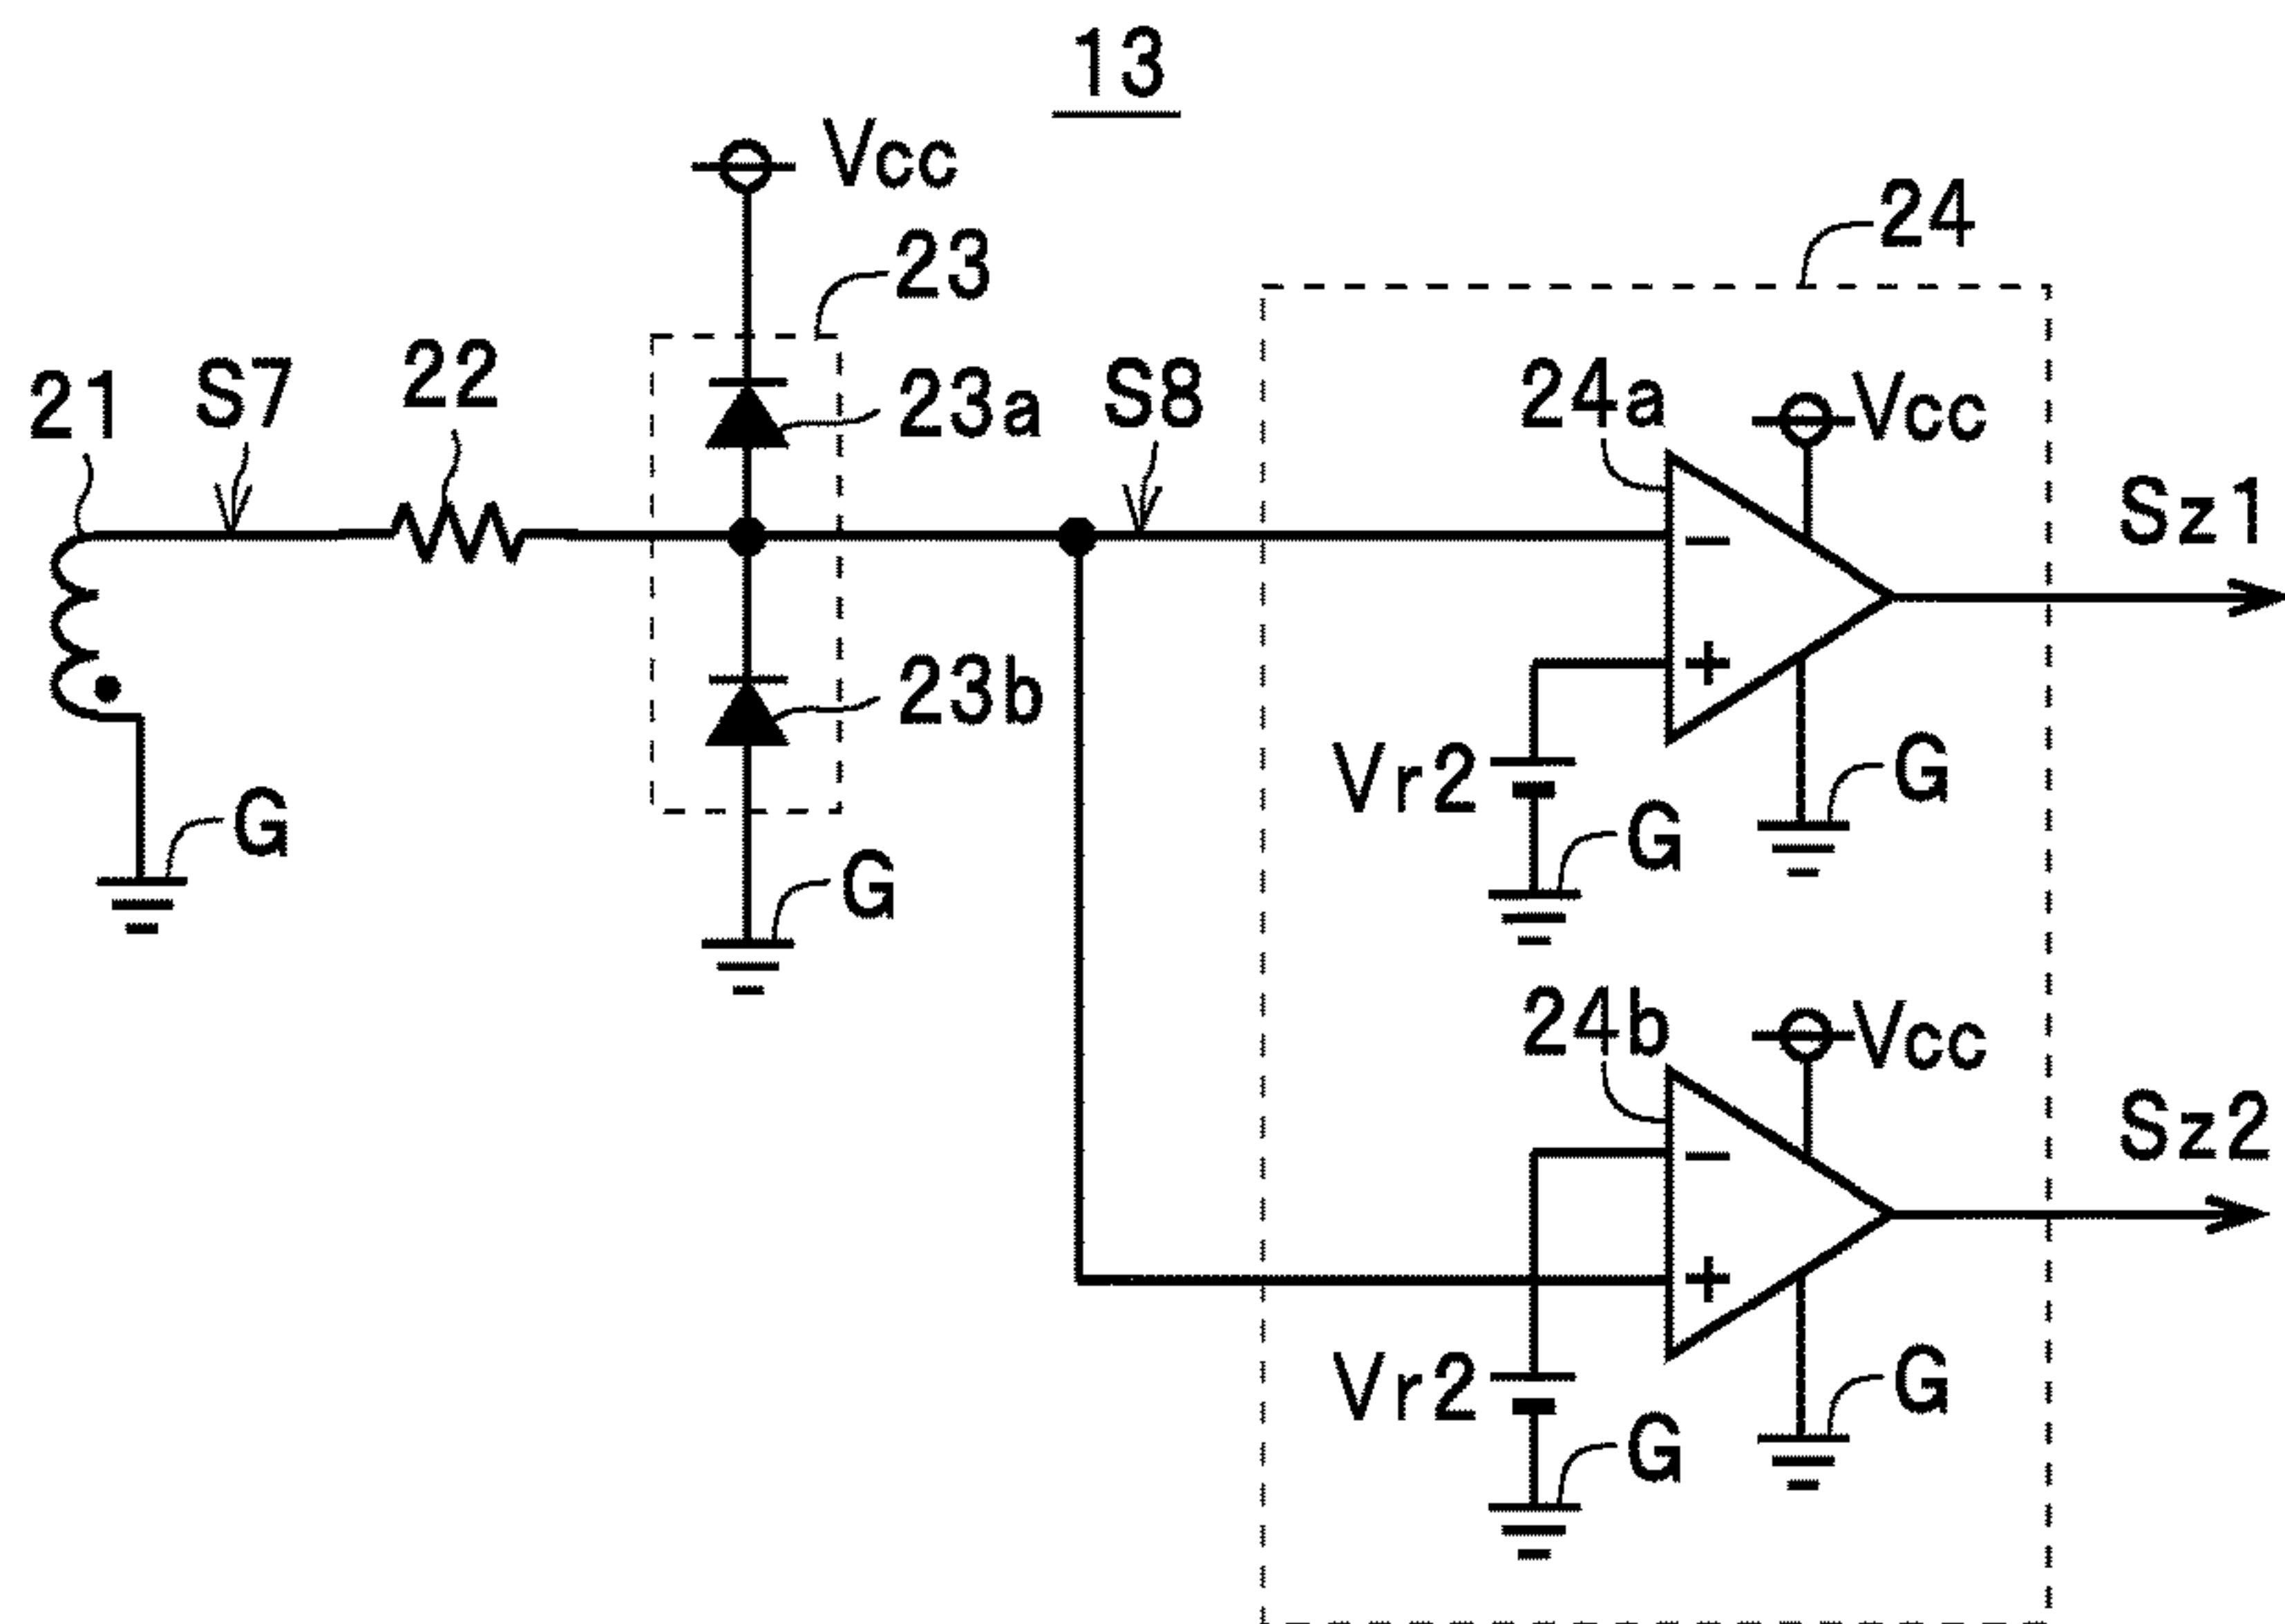 13
Vcc
23
24
21
S7
22
23a
S8
24a
Vcc
Sz1
−
+
23b
Vr2
G
G
G
G
24b
Vcc
Sz2
−
+
Vr2
G
G